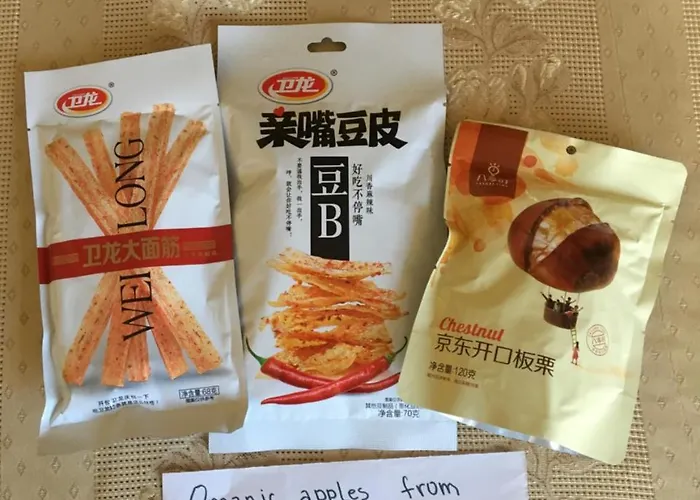 卫龙
WEI LONG
卫龙大面筋
净含量:68克
卫龙
亲嘴豆皮
豆B
好吃不停嘴
川香麻辣味
净含量:70克
Chestnut
京东开口板栗
净含量:120克
Organic apples from